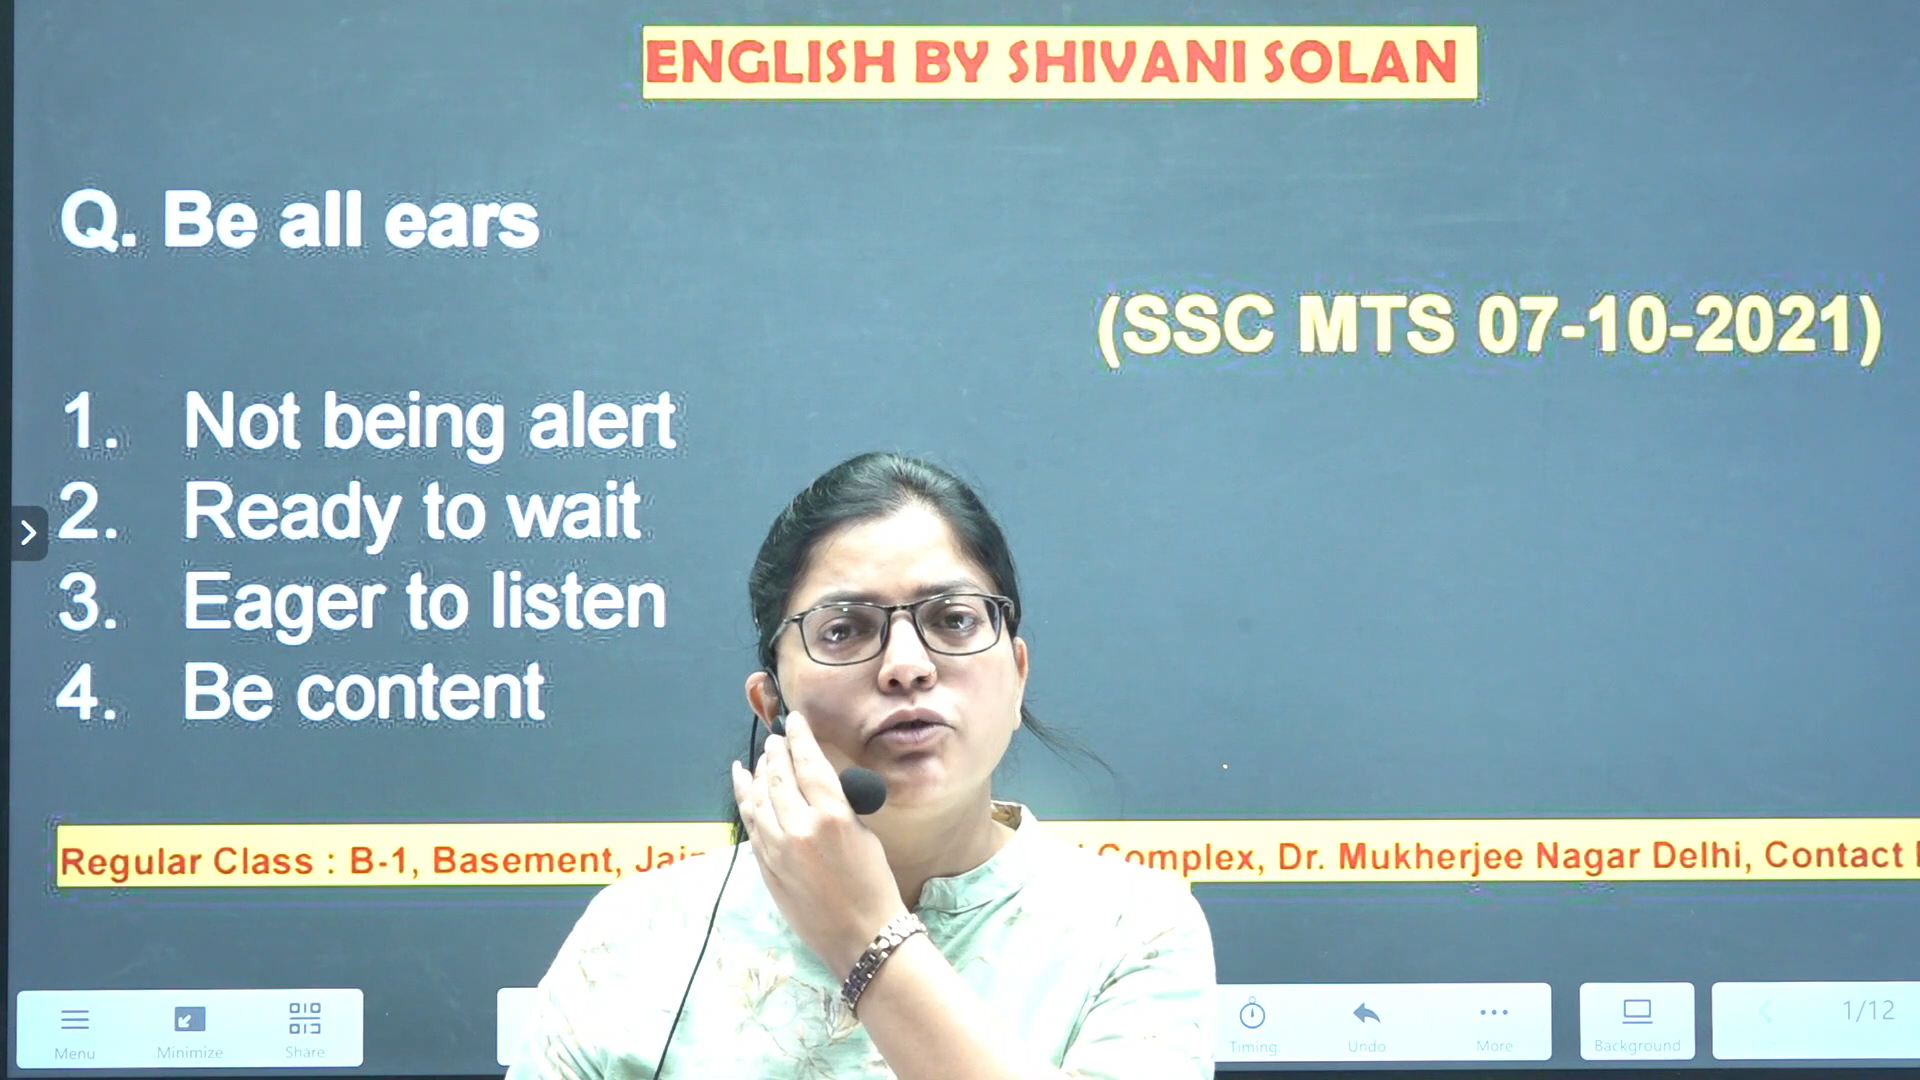 ENGLISH BY SHIVANI SOLAN
Q. Be all ears
(SSC MTS 07-10-2021)
1. Not being alert
2. Ready to wait
3. Eager to listen
4. Be content
Regular Class : B-1, Basement, Complex, Dr. Mukherjee Nagar Delhi, Contact
Menu Minimize Share Timing Undo More Background 1/12